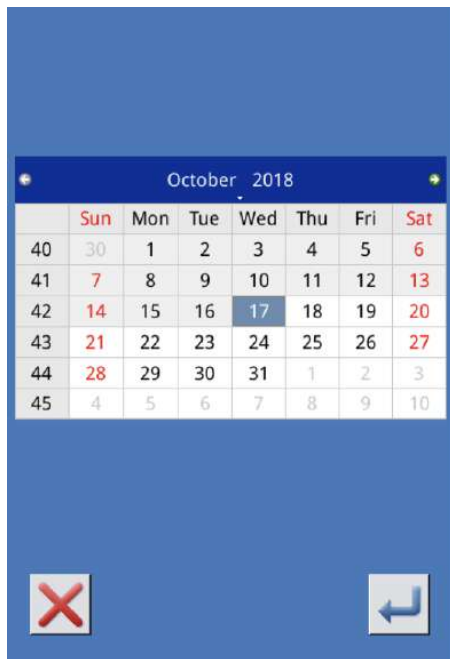 October 2018
Sun Mon Tue Wed Thu Fri Sat
40 30 1 2 3 4 5 6
41 7 8 9 10 11 12 13
42 14 15 16 17 18 19 20
43 21 22 23 24 25 26 27
44 28 29 30 31 1 2 3
45 4 5 6 7 8 9 10